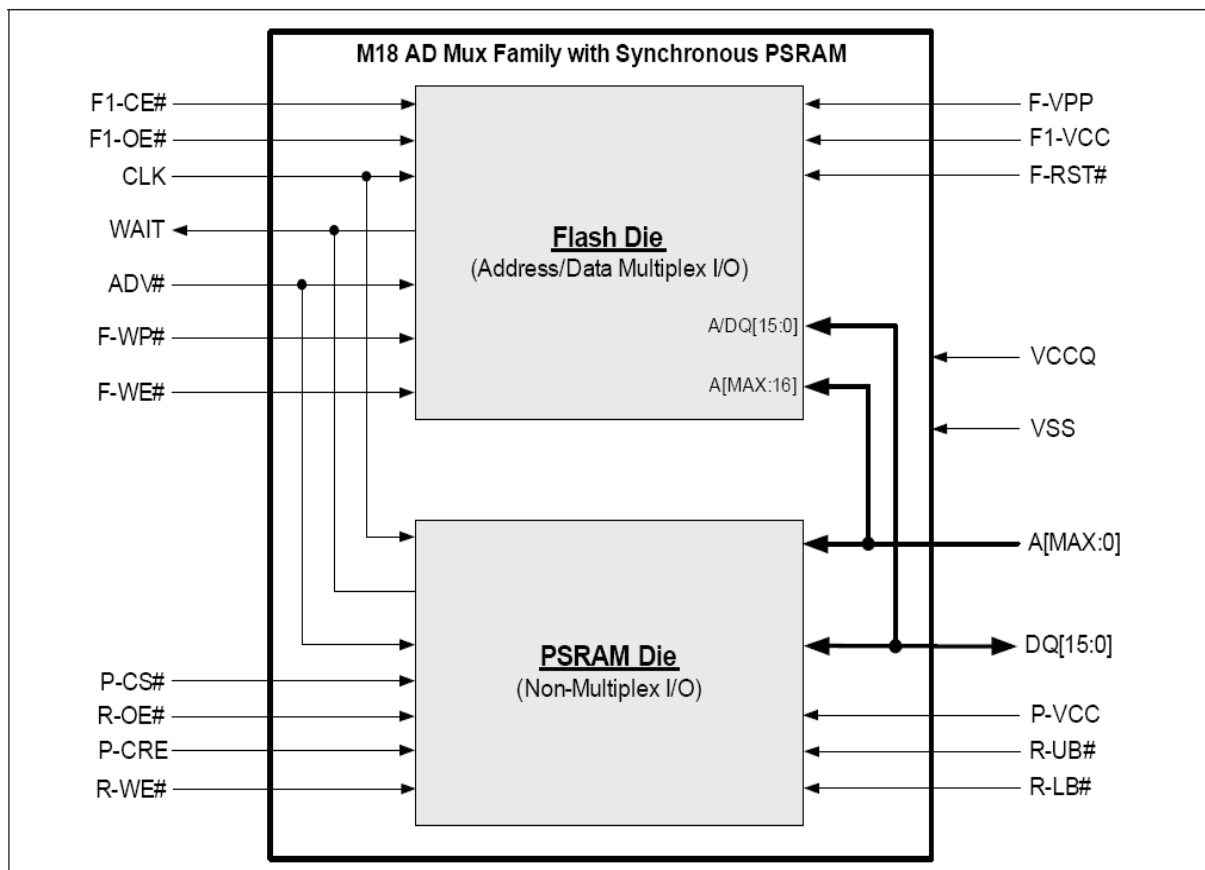 M18 AD Mux Family with Synchronous PSRAM
F1-CE#
F1-OE#
CLK
WAIT
ADV#
F-WP#
F-WE#
Flash Die
(Address/Data Multiplex I/O)
A/DQ[15:0]
A[MAX:16]
F-VPP
F1-VCC
F-RST#
VCCQ
VSS
A[MAX:0]
DQ[15:0]
PSRAM Die
(Non-Multiplex I/O)
P-CS#
R-OE#
P-CRE
R-WE#
P-VCC
R-UB#
R-LB#